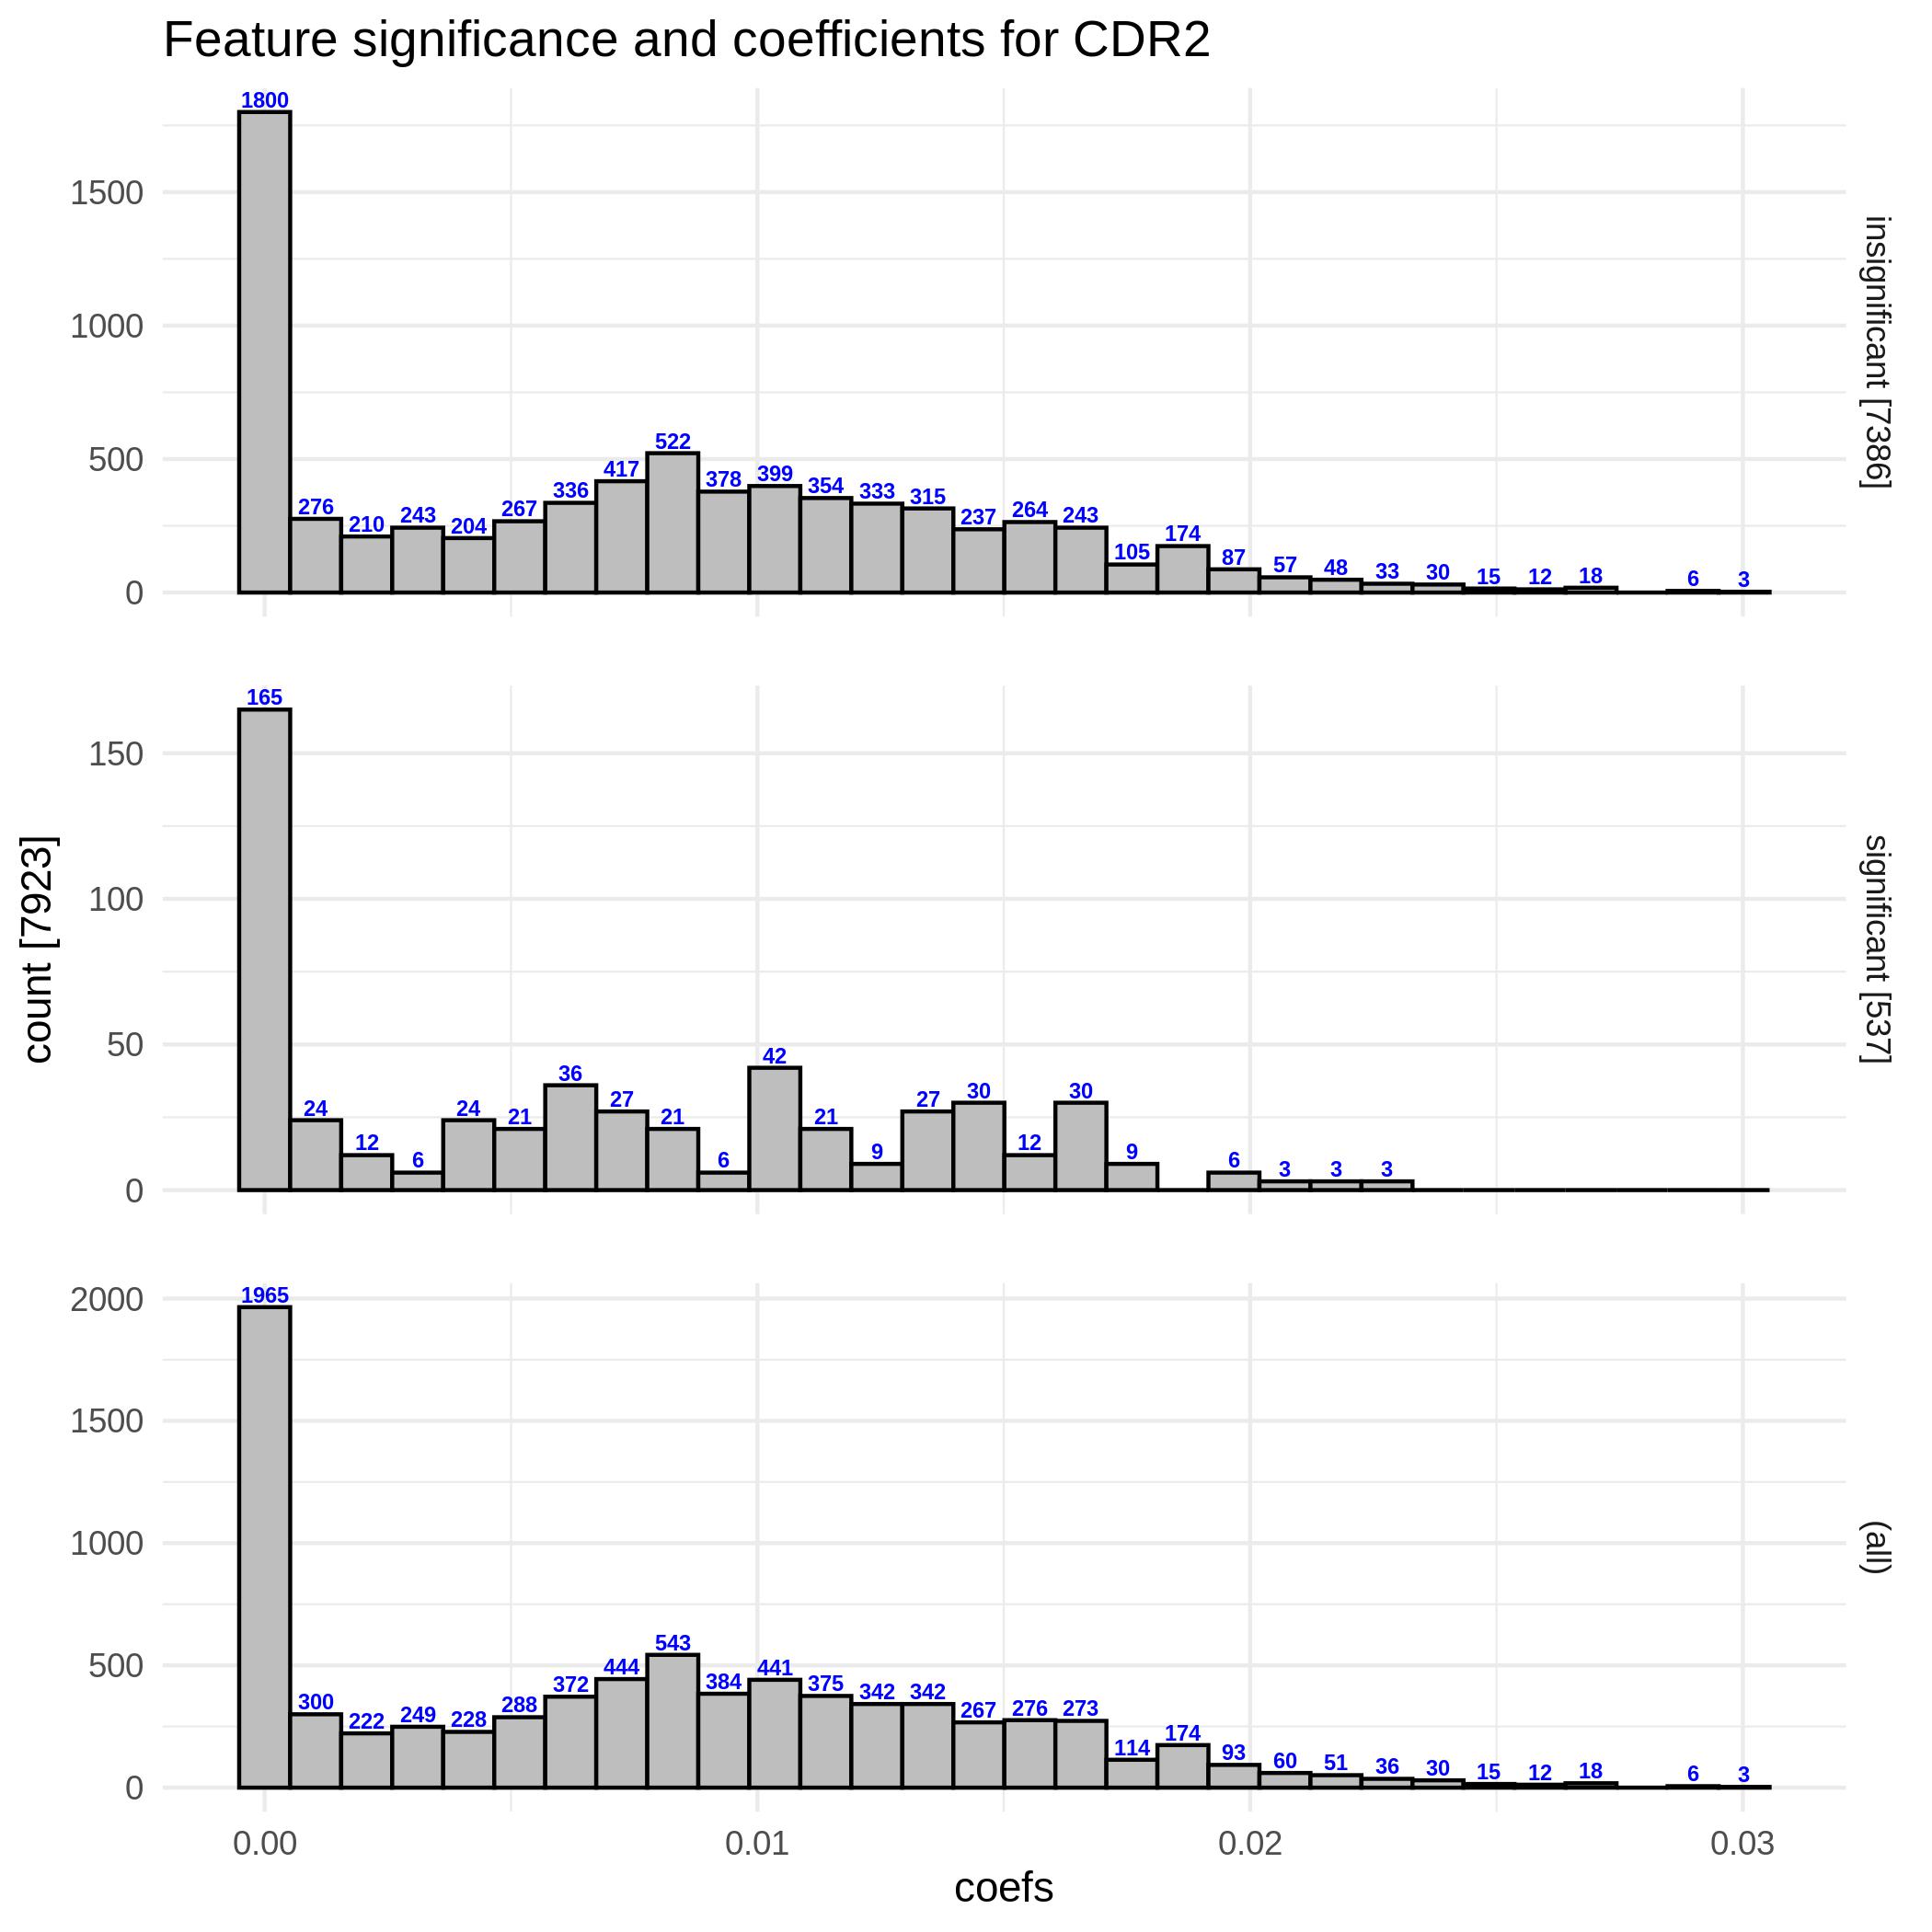 Feature significance and coefficients for CDR2
1800
1500
1000
500
0
276 210 243 204 267 336 417 522 378 399 354 333 315 237 264 243 105 174 87 57 48 33 30 15 12 18 6 3
insignificant [7386]
165
150
100
50
0
24 12 6 24 21 36 27 21 6 42 21 9 27 30 12 30 9 6 3 3 3
significant [537]
count [7923]
1965
2000
1500
1000
500
0
300 222 249 228 288 372 444 543 384 441 375 342 342 267 276 273 114 174 93 60 51 36 30 15 12 18 6 3
(all)
0.00 0.01 0.02 0.03
coefs